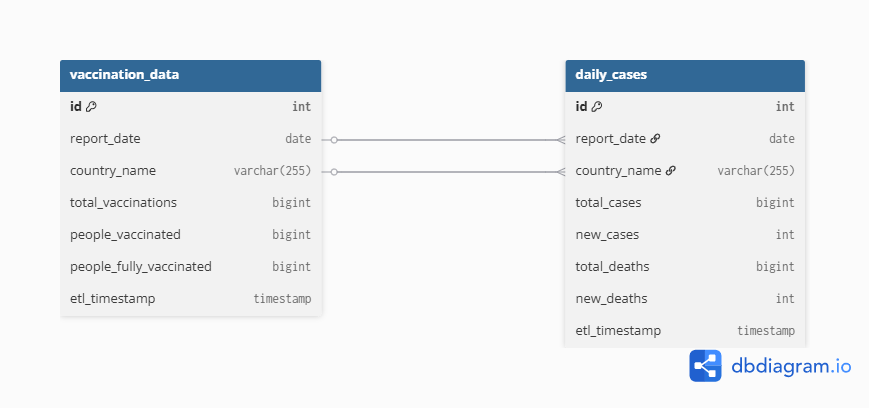 vaccination_data
id int
report_date date
country_name varchar(255)
total_vaccinations bigint
people_vaccinated bigint
people_fully_vaccinated bigint
etl_timestamp timestamp
daily_cases
id int
report_date date
country_name varchar(255)
total_cases bigint
new_cases int
total_deaths bigint
new_deaths int
etl_timestamp timestamp
dbdiagram.io